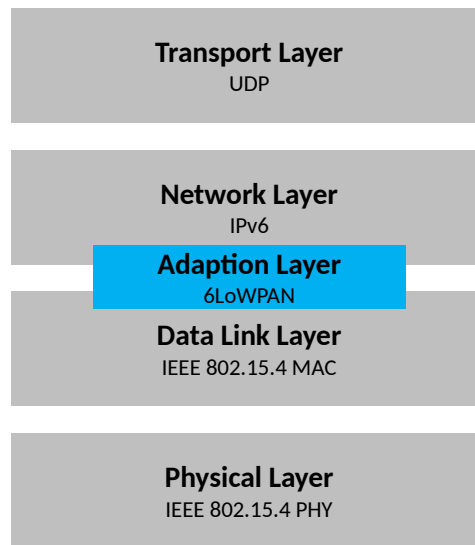 Transport Layer
UDP
Network Layer
IPv6
Adaption Layer
6LoWPAN
Data Link Layer
IEEE 802.15.4 MAC
Physical Layer
IEEE 802.15.4 PHY